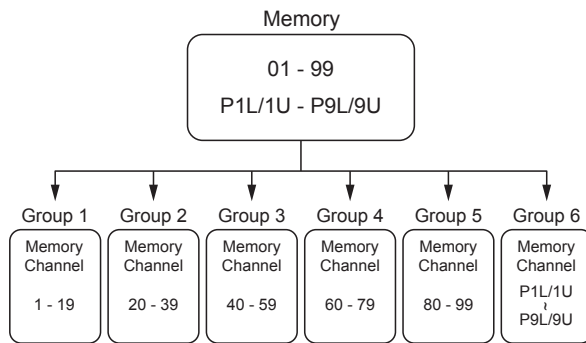 Memory
01 - 99
P1L/1U - P9L/9U
Group 1
Memory
Channel
1 - 19
Group 2
Memory
Channel
20 - 39
Group 3
Memory
Channel
40 - 59
Group 4
Memory
Channel
60 - 79
Group 5
Memory
Channel
80 - 99
Group 6
Memory
Channel
P1L/1U
~
P9L/9U